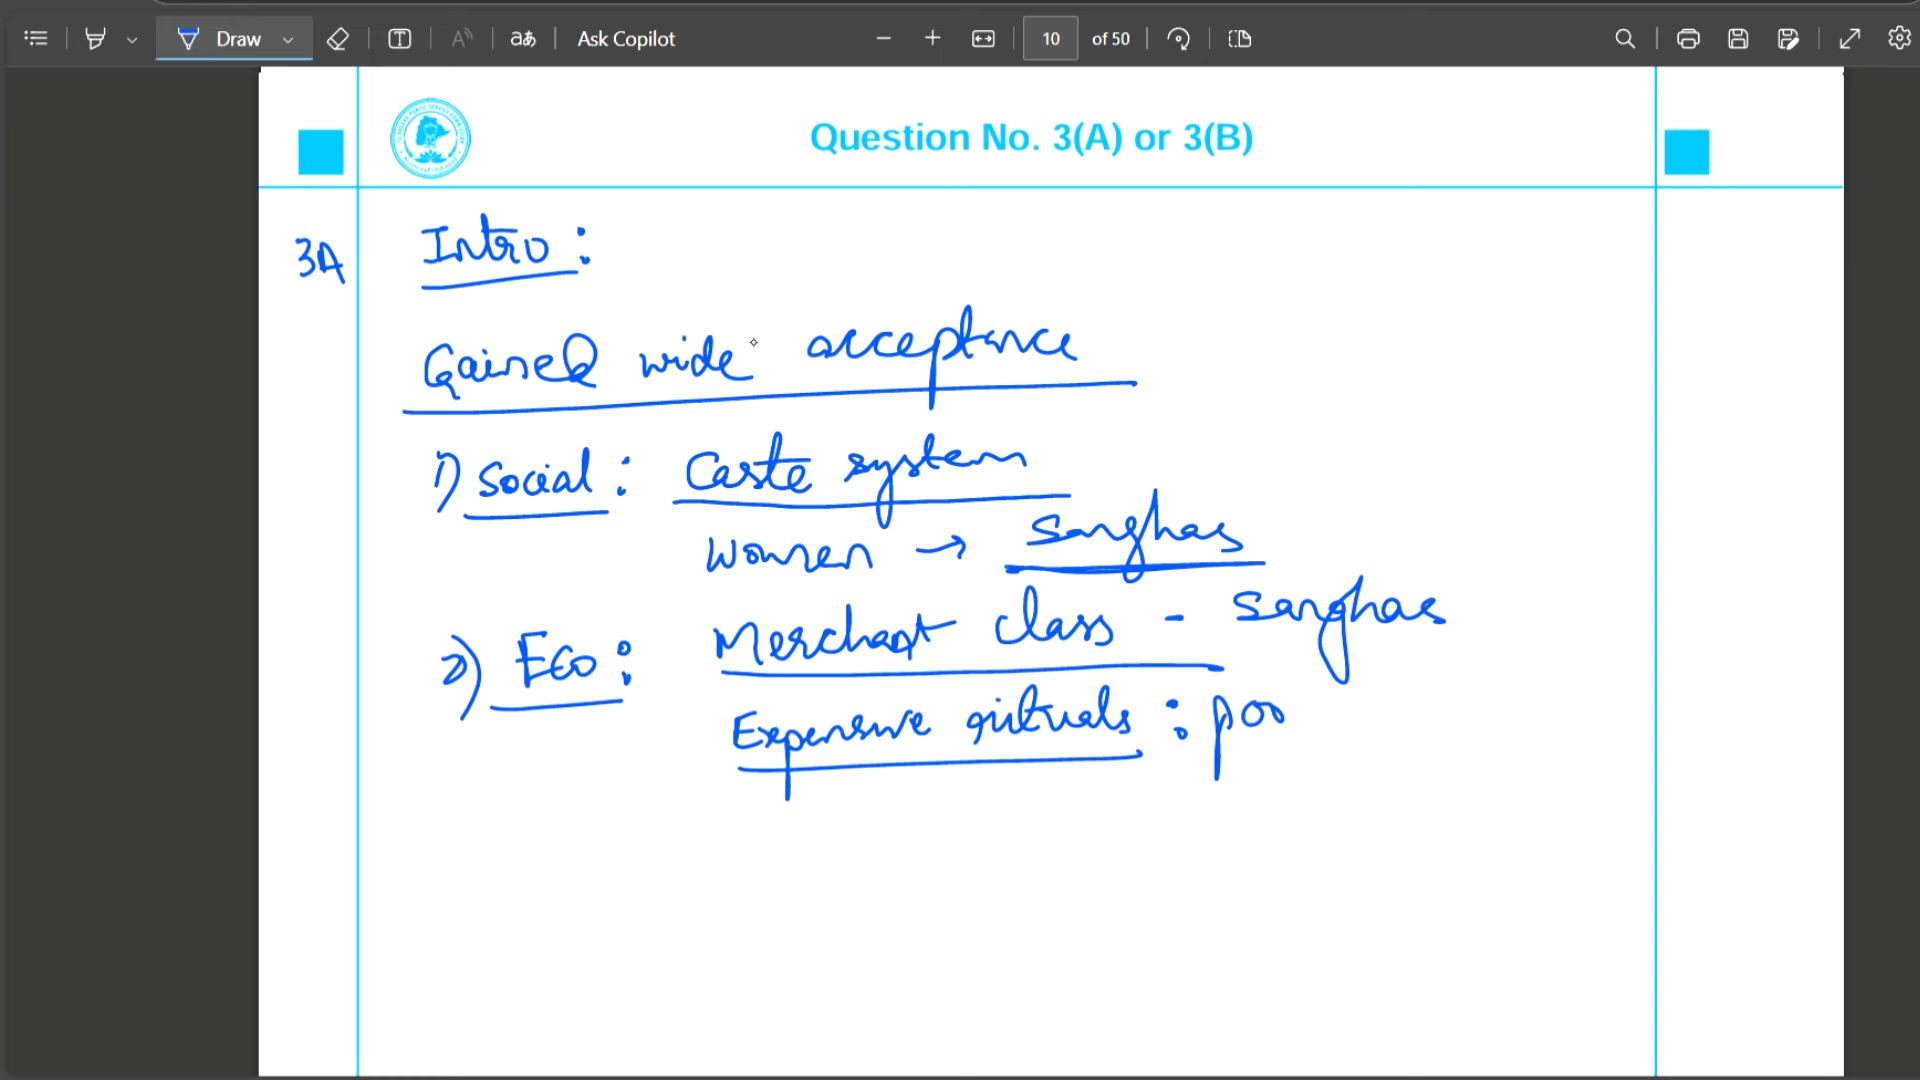 Draw
Ask Copilot
10 of 50
Question No. 3(A) or 3(B)
3A Intro:
Gained wide acceptance
1) Social: Caste system
women → Sanghas
2) Eco: Merchant class - Sanghas
Expensive rituals: poo